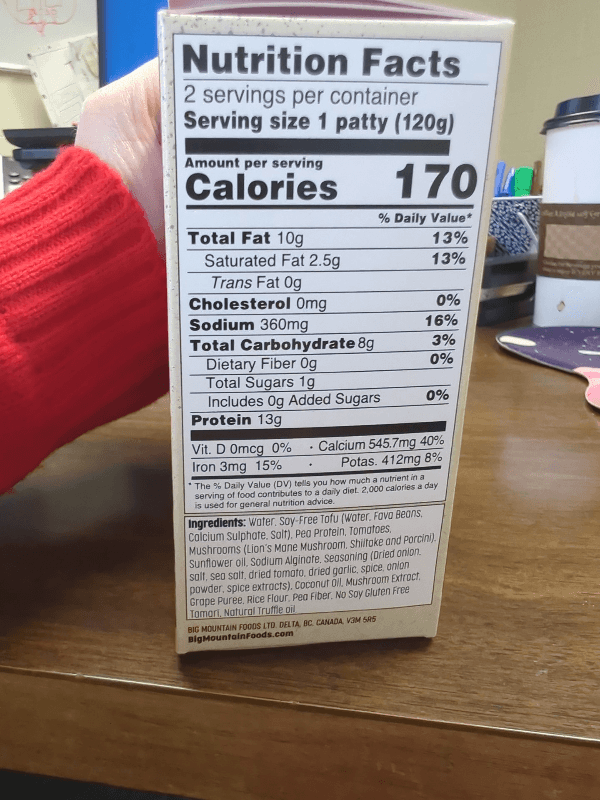 Nutrition Facts
2 servings per container
Serving size 1 patty (120g)
Amount per serving
Calories 170
% Daily Value*
Total Fat 10g 13%
Saturated Fat 2.5g 13%
Trans Fat 0g
Cholesterol 0mg 0%
Sodium 360mg 16%
Total Carbohydrate 8g 3%
Dietary Fiber 0g 0%
Total Sugars 1g
Includes 0g Added Sugars 0%
Protein 13g
Vit. D 0mcg 0% · Calcium 545.7mg 40%
Iron 3mg 15% · Potas. 412mg 8%
* The % Daily Value (DV) tells you how much a nutrient in a
serving of food contributes to a daily diet. 2,000 calories a day
is used for general nutrition advice.
Ingredients: Water, Soy-Free Tofu (Water, Fava Beans,
Calcium Sulphate, Salt), Pea Protein, Tomatoes,
Mushrooms (Lion's Mane Mushroom, Shiitake and Porcini),
Sunflower oil, Sodium Alginate, Seasoning (Dried onion,
salt, sea salt, dried tomato, dried garlic, spice, onion
powder, spice extracts), Coconut Oil, Mushroom Extract,
Grape Puree, Rice Flour, Pea Fiber, No Soy Gluten Free
Tamari, Natural Truffle oil
BIG MOUNTAIN FOODS LTD. DELTA, BC. CANADA, V3M 5R5
BigMountainFoods.com